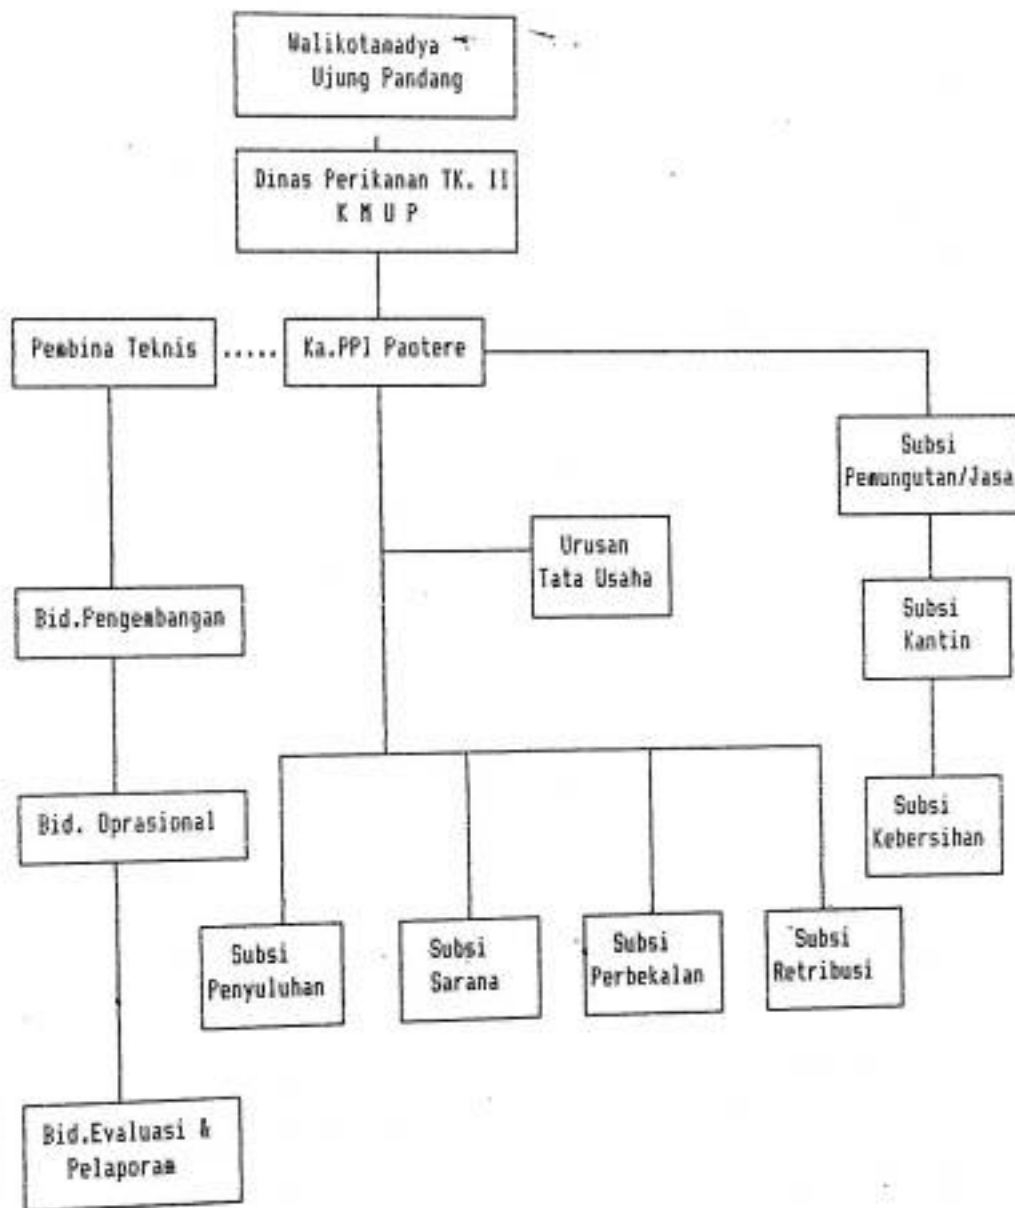 Walikotamadya
Ujung Pandang
Dinas Perikanan TK. II
K M U P
Pembina Teknis ..... Ka.PPI Paotere
Subsi
Pemungutan/Jasa
Urusan
Tata Usaha
Bid.Pengembangan
Subsi
Kantin
Bid. Oprasional
Subsi
Kebersihan
Subsi
Penyuluhan
Subsi
Sarana
Subsi
Perbekalan
Subsi
Retribusi
Bid.Evaluasi &
Pelaporam